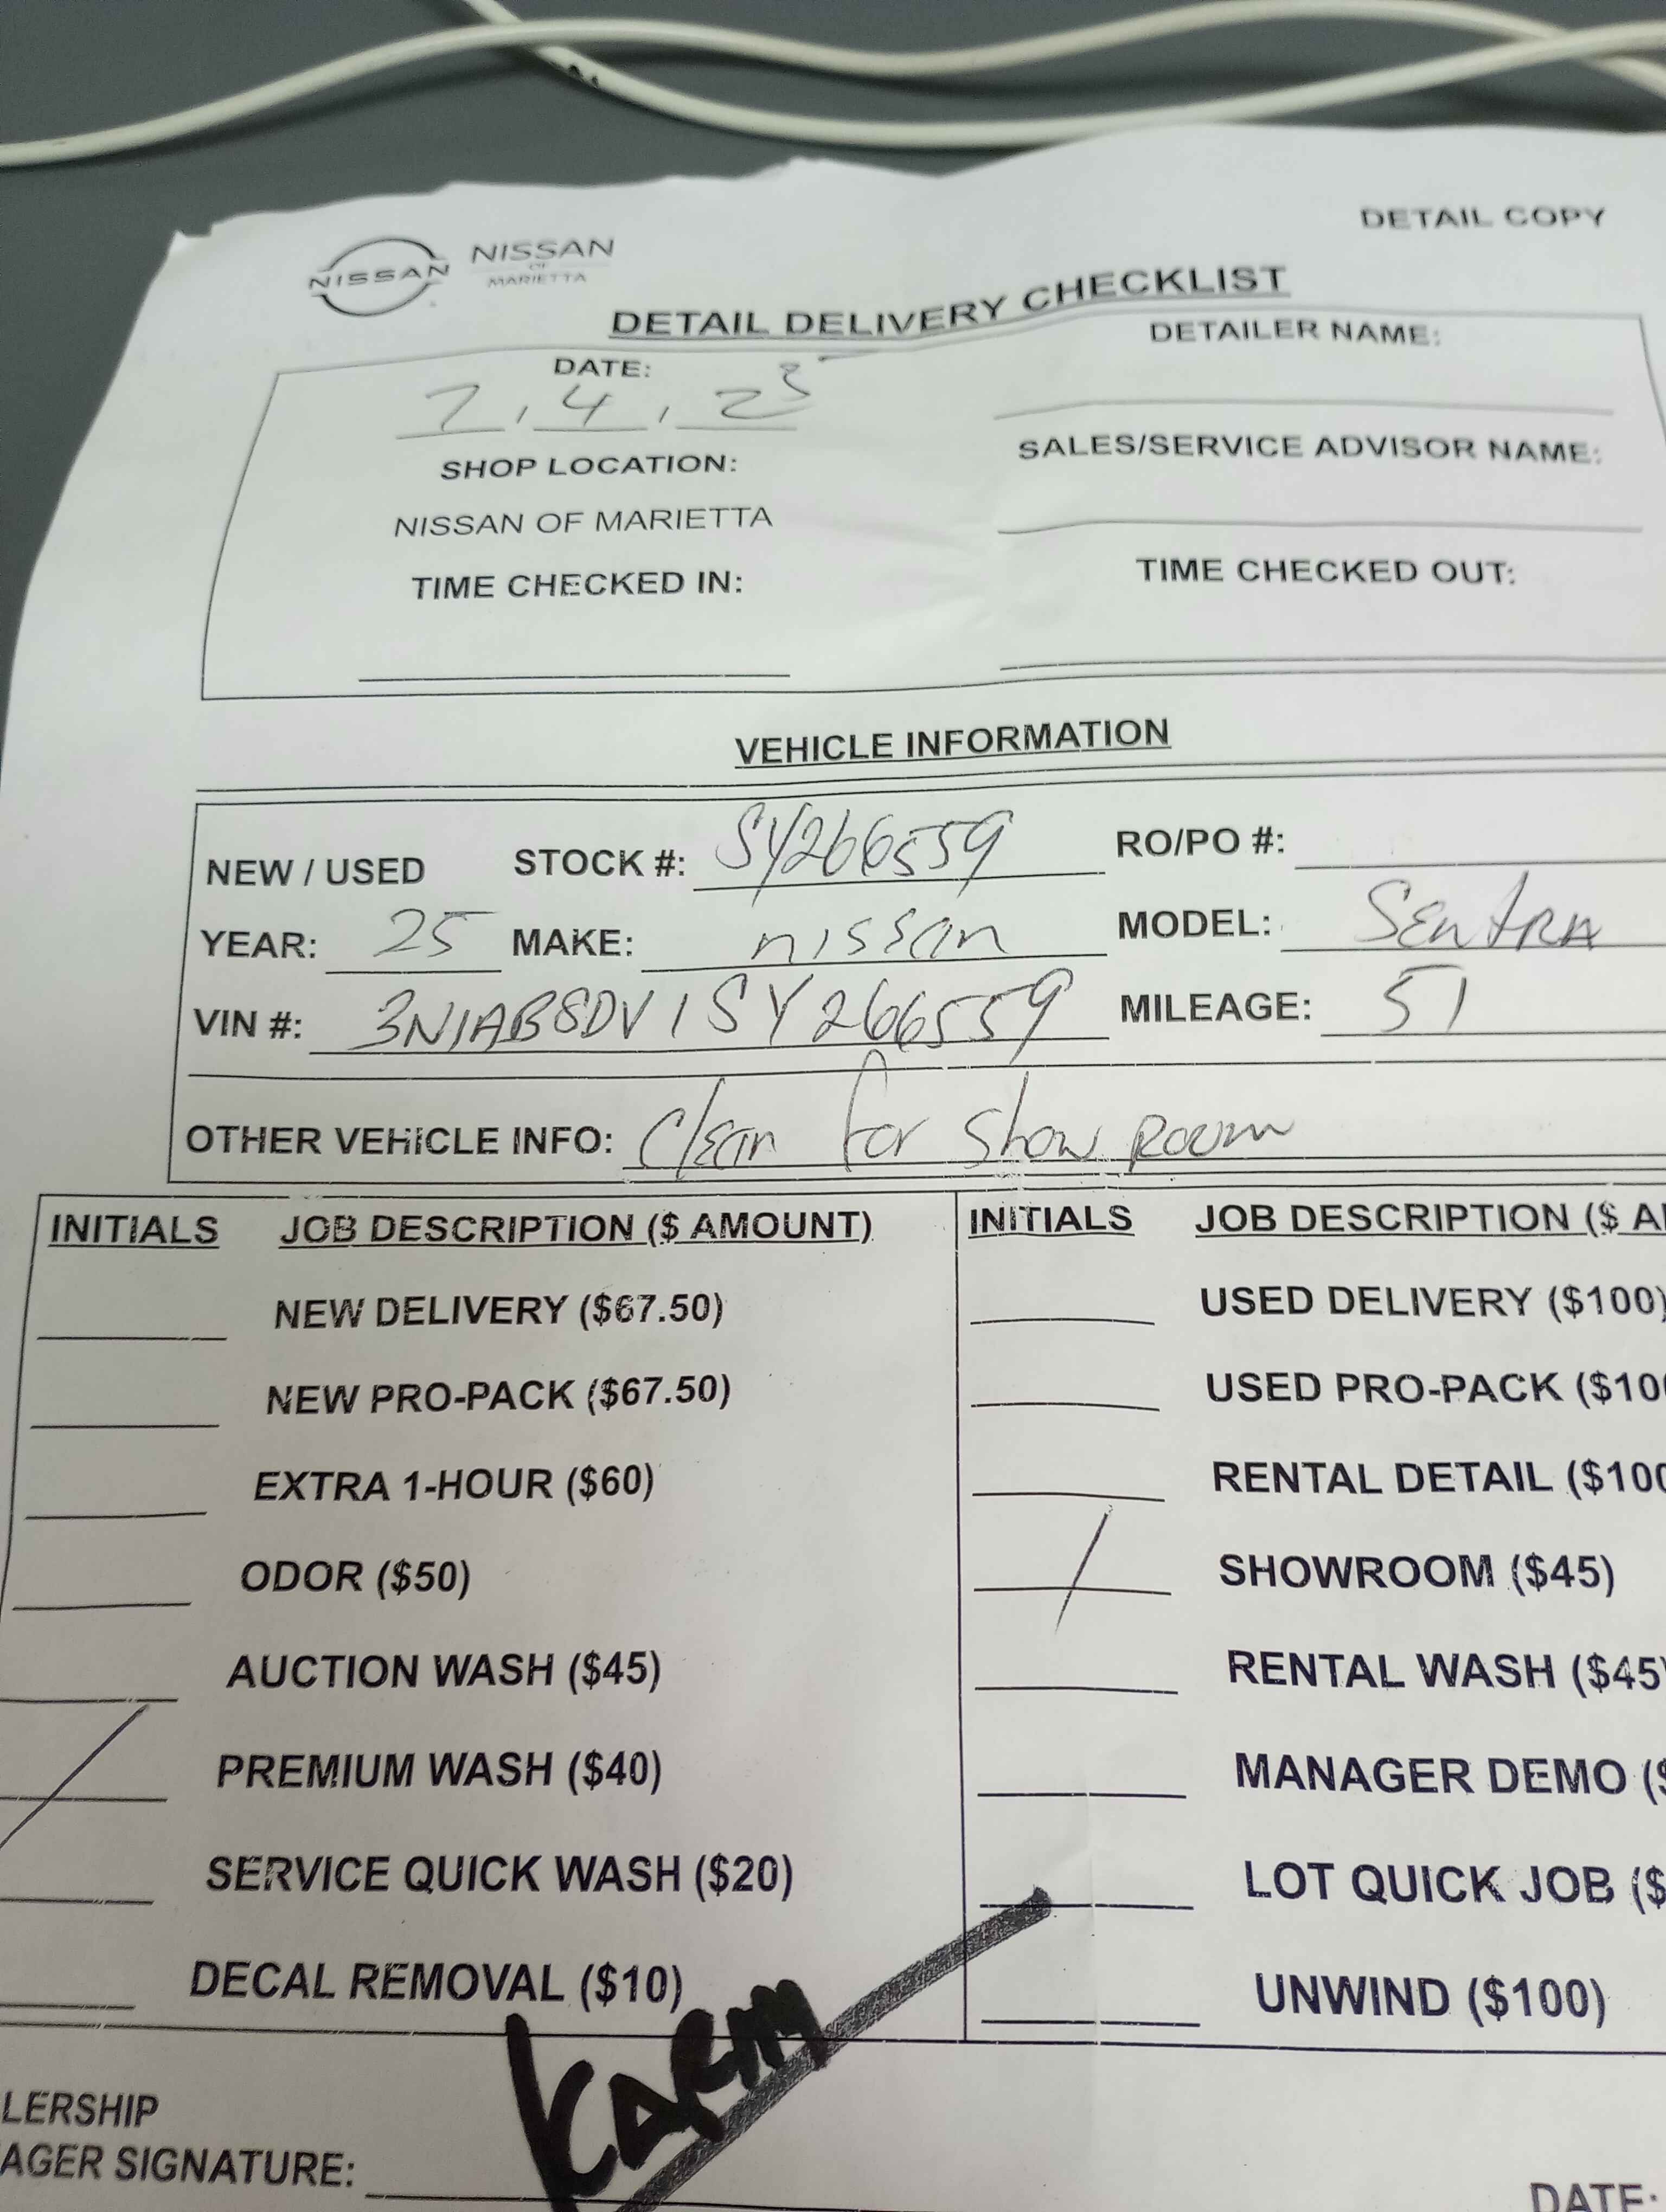 DETAIL COPY
NISSAN
NISSAN
OF
MARIETTA
DETAIL DELIVERY CHECKLIST
DATE: DETAILER NAME:
7, 4, 25
SHOP LOCATION: SALES/SERVICE ADVISOR NAME:
NISSAN OF MARIETTA
TIME CHECKED IN: TIME CHECKED OUT:
VEHICLE INFORMATION
NEW / USED STOCK #: SY266559 RO/PO #:
YEAR: 25 MAKE: nissan MODEL: SENTRA
VIN #: 3N1AB8DV1SY266559 MILEAGE: 51
OTHER VEHICLE INFO: Clean for show Room
INITIALS JOB DESCRIPTION ($ AMOUNT) INITIALS JOB DESCRIPTION ($ A
NEW DELIVERY ($67.50) USED DELIVERY ($100)
NEW PRO-PACK ($67.50) USED PRO-PACK ($10
EXTRA 1-HOUR ($60) RENTAL DETAIL ($100
ODOR ($50) / SHOWROOM ($45)
AUCTION WASH ($45) RENTAL WASH ($45
/ PREMIUM WASH ($40) MANAGER DEMO ($
SERVICE QUICK WASH ($20) LOT QUICK JOB ($
DECAL REMOVAL ($10) UNWIND ($100)
KARIM
LERSHIP
AGER SIGNATURE: DATE: